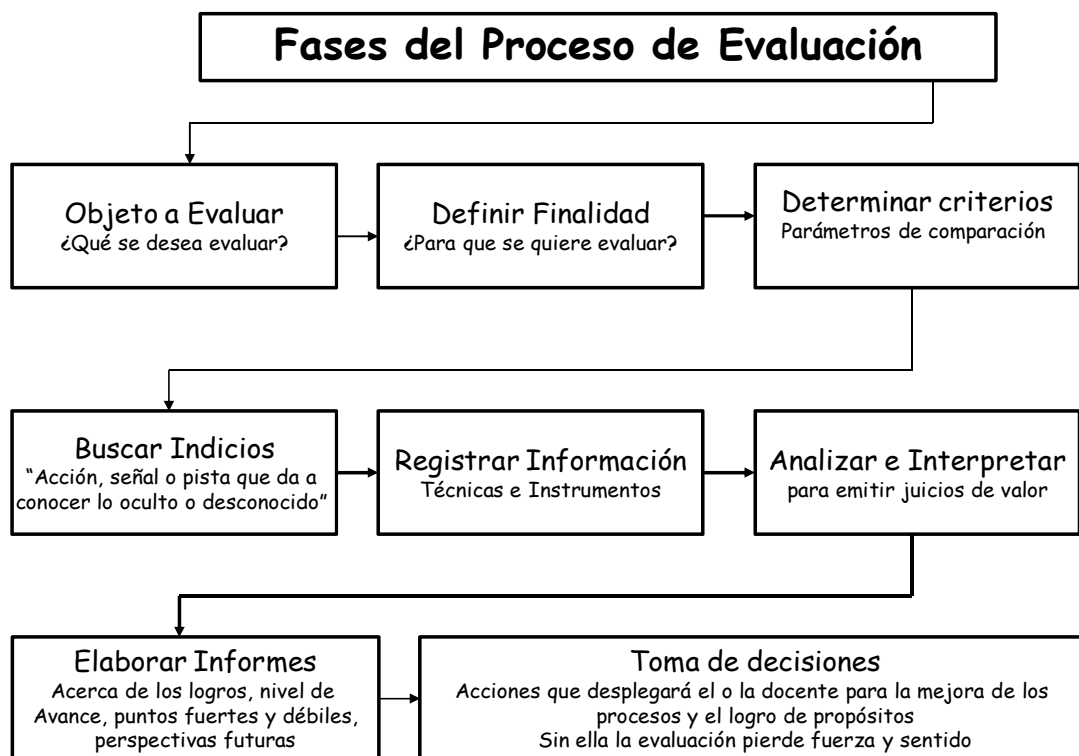 Fases del Proceso de Evaluación
Objeto a Evaluar
¿Qué se desea evaluar?
Definir Finalidad
¿Para que se quiere evaluar?
Determinar criterios
Parámetros de comparación
Buscar Indicios
“Acción, señal o pista que da a
conocer lo oculto o desconocido”
Registrar Información
Técnicas e Instrumentos
Analizar e Interpretar
para emitir juicios de valor
Elaborar Informes
Acerca de los logros, nivel de
Avance, puntos fuertes y débiles,
perspectivas futuras
Toma de decisiones
Acciones que desplegará el o la docente para la mejora de los
procesos y el logro de propósitos
Sin ella la evaluación pierde fuerza y sentido